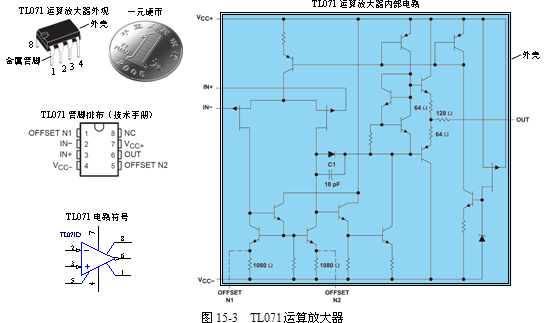 TL071 运算放大器外观
外壳
8
金属管脚
1 2 3 4
一元硬币
1
2006
TL071 管脚排布（技术手册）
OFFSET N1 1 8 NC
IN− 2 7 VCC+
IN+ 3 6 OUT
VCC− 4 5 OFFSET N2
TL071 电路符号
TL071D
7
2
3
6
8
5
4
1
TL071 运算放大器内部电路
外壳
VCC+
IN+
IN−
64 Ω
128 Ω
OUT
64 Ω
C1
18 pF
1080 Ω
1080 Ω
VCC−
OFFSET
N1
OFFSET
N2
图 15-3 TL071 运算放大器